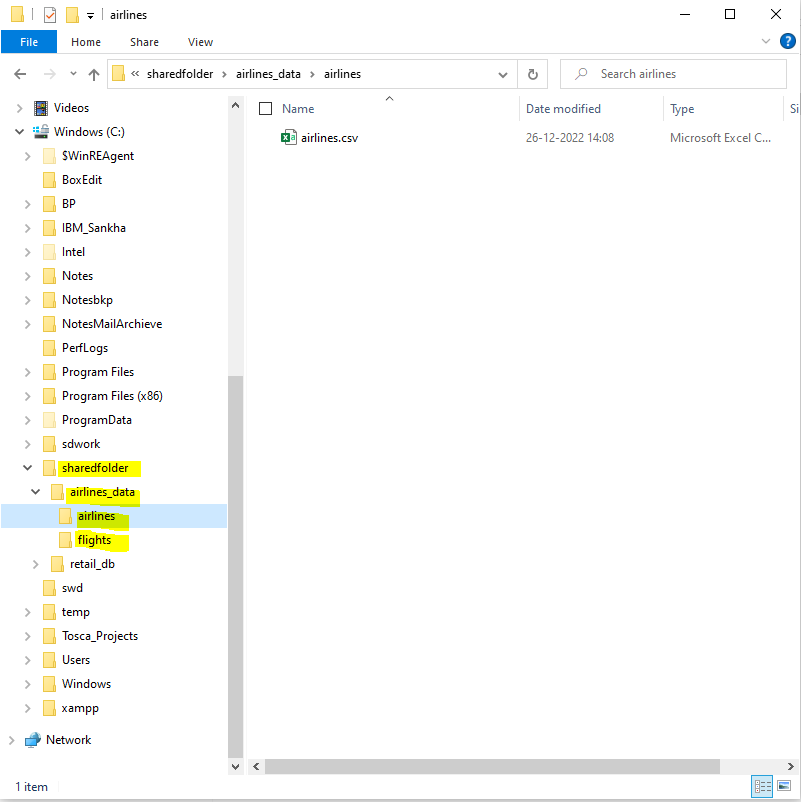 airlines
File Home Share View
« sharedfolder › airlines_data › airlines
Search airlines
Name Date modified Type Si
airlines.csv 26-12-2022 14:08 Microsoft Excel C...
Videos
Windows (C:)
$WinREAgent
BoxEdit
BP
IBM_Sankha
Intel
Notes
Notesbkp
NotesMailArchieve
PerfLogs
Program Files
Program Files (x86)
ProgramData
sdwork
sharedfolder
airlines_data
airlines
flights
retail_db
swd
temp
Tosca_Projects
Users
Windows
xampp
Network
1 item